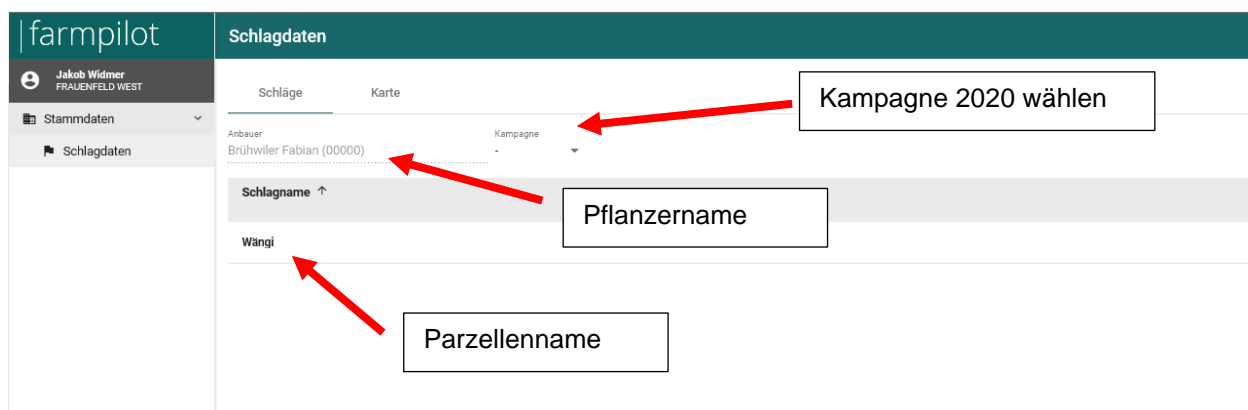 |farmpilot
Schlagdaten
Jakob Widmer
FRAUENFELD WEST
Stammdaten
Schlagdaten
Schläge Karte
Kampagne 2020 wählen
Anbauer Kampagne
Brühwiler Fabian (00000) -
Schlagname ↑
Pflanzername
Wängi
Parzellenname